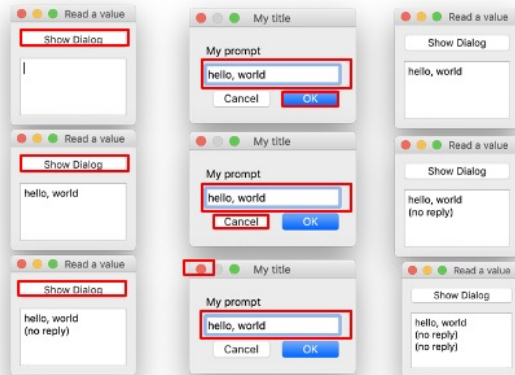 Read a value
Show Dialog
My title
My prompt
hello, world
Cancel OK
Read a value
Show Dialog
hello, world
Read a value
Show Dialog
hello, world
My title
My prompt
hello, world
Cancel OK
Read a value
Show Dialog
hello, world
(no reply)
Read a value
Show Dialog
hello, world
(no reply)
My title
My prompt
hello, world
Cancel OK
Read a value
Show Dialog
hello, world
(no reply)
(no reply)